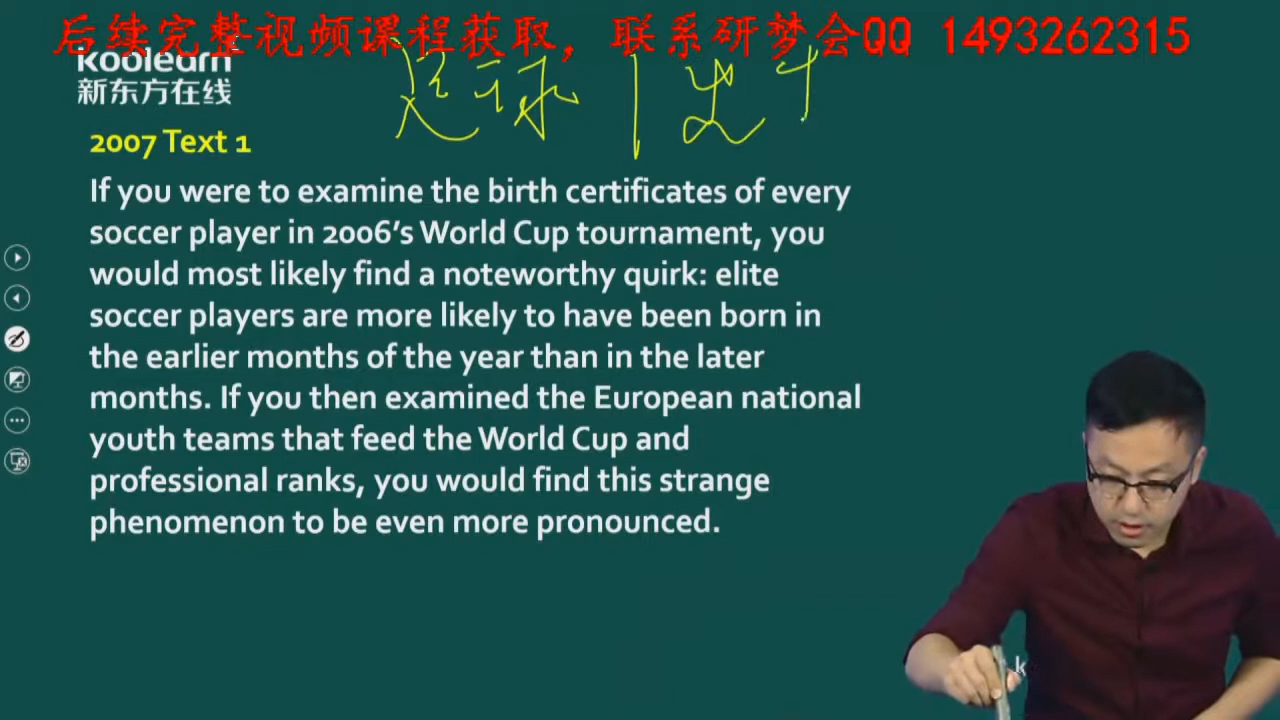 后续完整视频课程获取，联系研梦会QQ 1493262315
koolearn
新东方在线
2007 Text 1
If you were to examine the birth certificates of every
soccer player in 2006's World Cup tournament, you
would most likely find a noteworthy quirk: elite
soccer players are more likely to have been born in
the earlier months of the year than in the later
months. If you then examined the European national
youth teams that feed the World Cup and
professional ranks, you would find this strange
phenomenon to be even more pronounced.
k